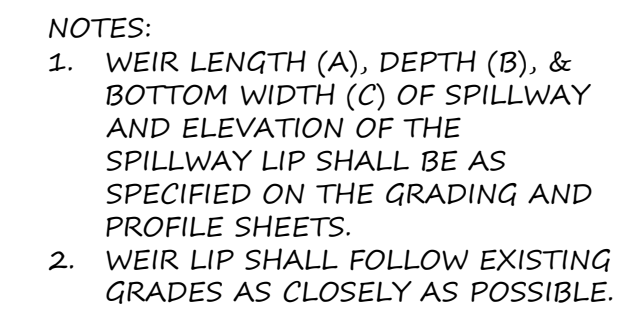 NOTES:
1. WEIR LENGTH (A), DEPTH (B), &
BOTTOM WIDTH (C) OF SPILLWAY
AND ELEVATION OF THE
SPILLWAY LIP SHALL BE AS
SPECIFIED ON THE GRADING AND
PROFILE SHEETS.
2. WEIR LIP SHALL FOLLOW EXISTING
GRADES AS CLOSELY AS POSSIBLE.